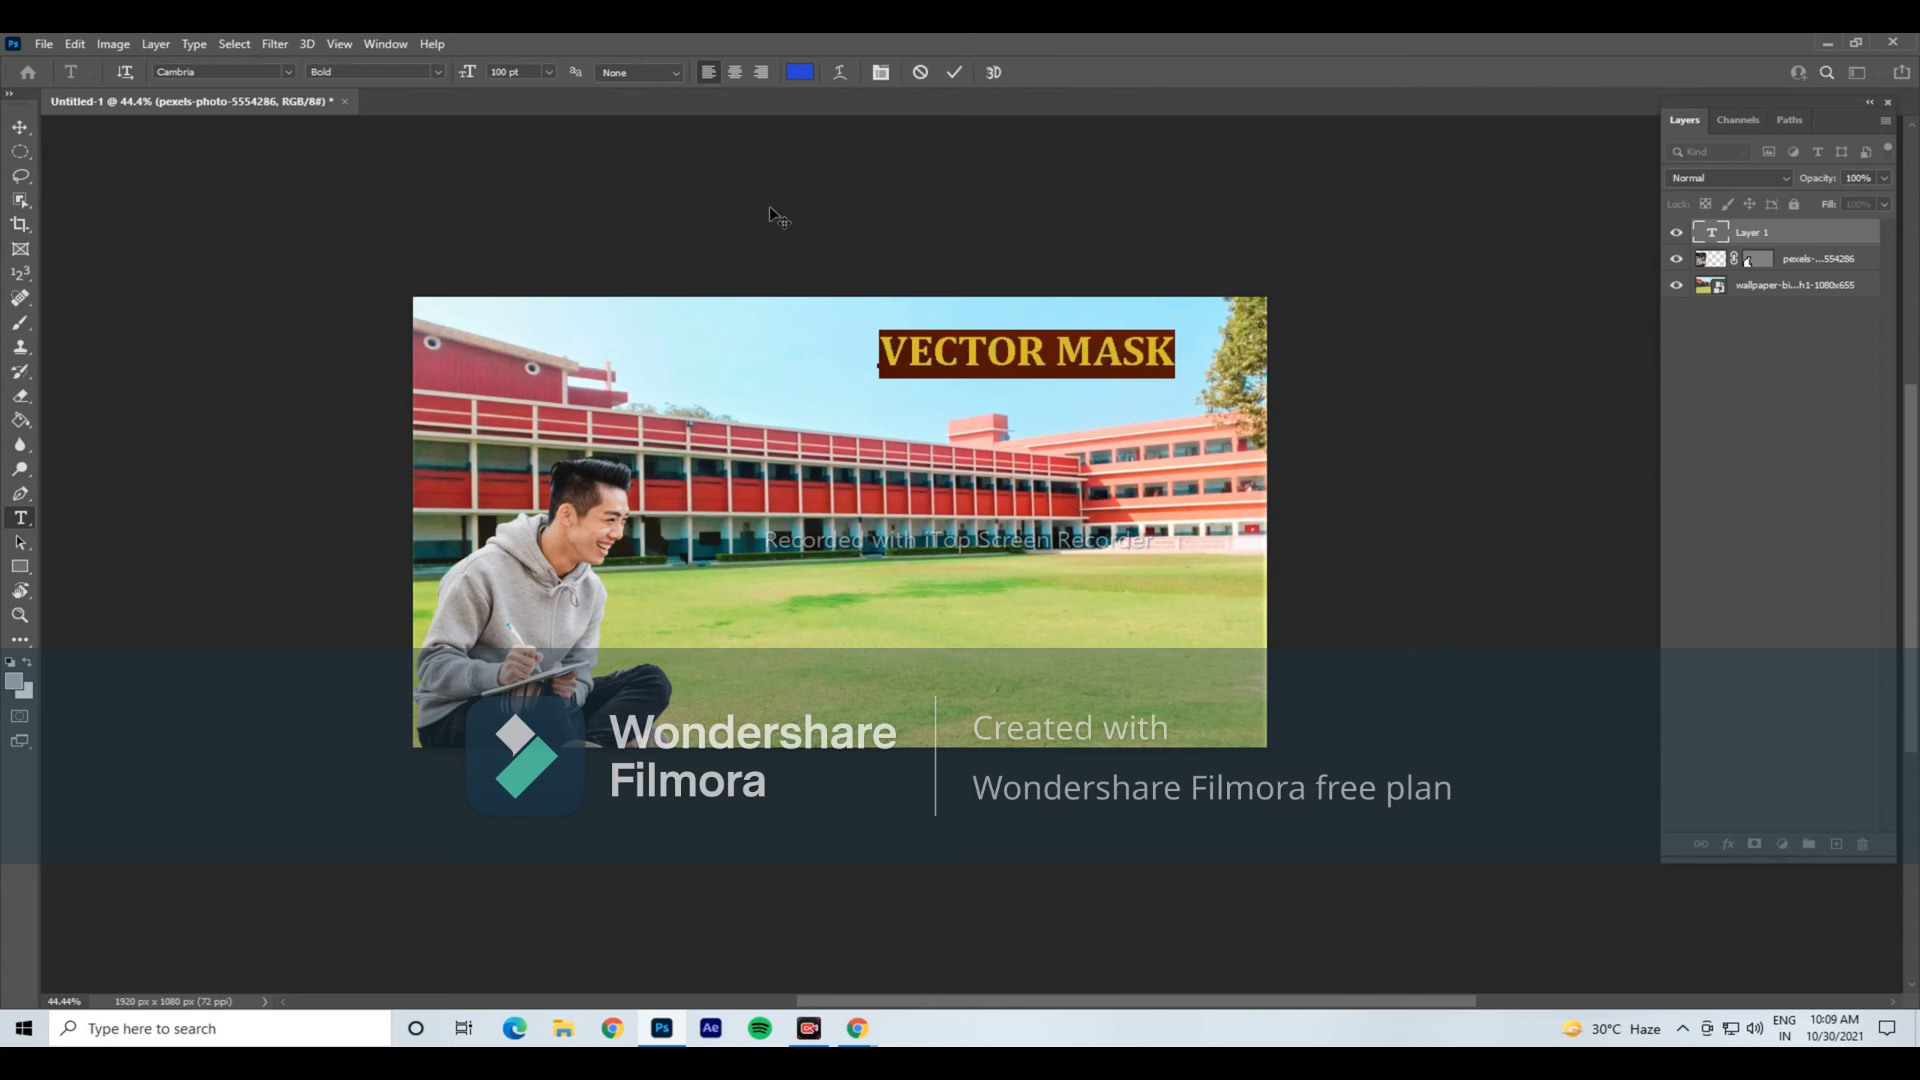 Ps File Edit Image Layer Type Select Filter 3D View Window Help
Cambria Bold 100 pt None 3D
Untitled-1 @ 44.4% (pexels-photo-5554286, RGB/8#) *
Layers Channels Paths
Kind
Normal Opacity: 100%
Lock: Fill: 100%
Layer 1
pexels-...554286
wallpaper-bi...h1-1080x655
VECTOR MASK
Recorded with iTop Screen Recorder
Wondershare
Filmora
Created with
Wondershare Filmora free plan
44.44% 1920 px x 1080 px (72 ppi)
Type here to search
Ps Ae
30°C Haze
ENG
IN
10:09 AM
10/30/2021